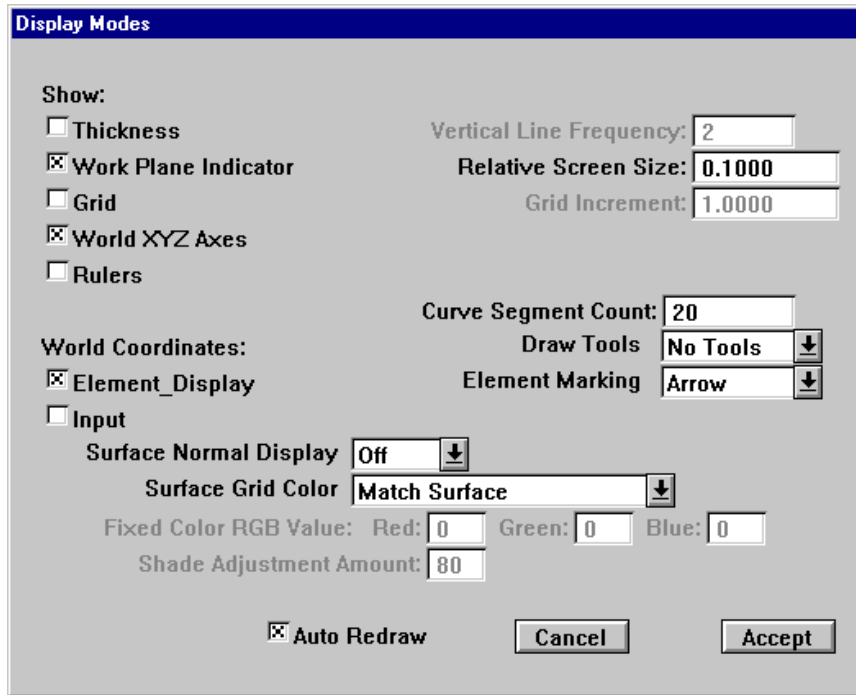 Display Modes
Show:
Thickness
Vertical Line Frequency: 2
Work Plane Indicator
Relative Screen Size: 0.1000
Grid
Grid Increment: 1.0000
World XYZ Axes
Rulers
Curve Segment Count: 20
World Coordinates:
Draw Tools No Tools
Element_Display
Element Marking Arrow
Input
Surface Normal Display Off
Surface Grid Color Match Surface
Fixed Color RGB Value: Red: 0 Green: 0 Blue: 0
Shade Adjustment Amount: 80
Auto Redraw
Cancel
Accept